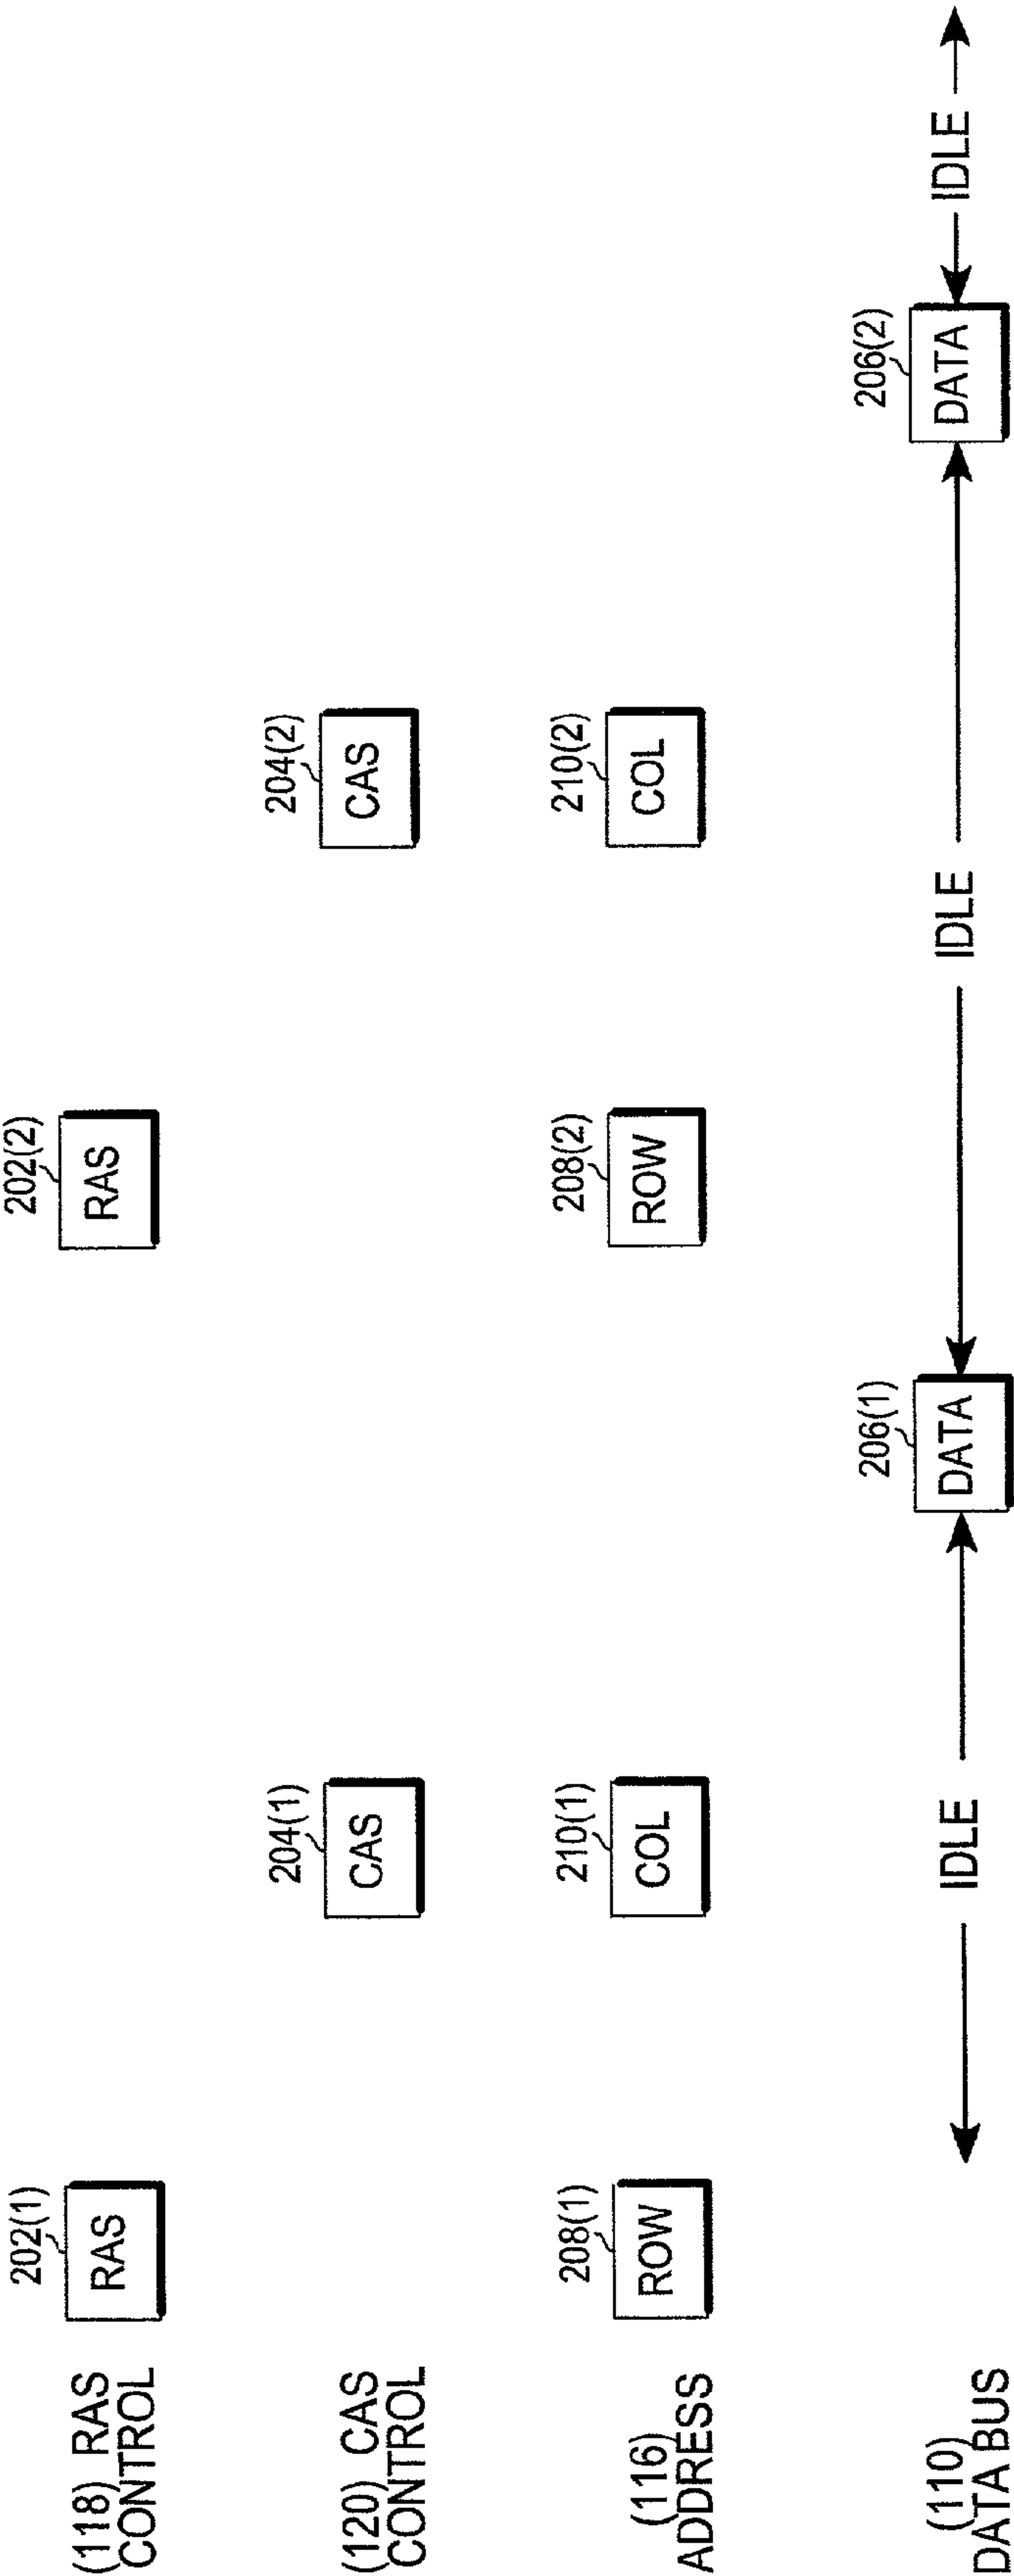 202(1)
202(2)
(118) RAS
CONTROL
RAS
RAS
204(1)
204(2)
(120) CAS
CONTROL
CAS
CAS
208(1)
210(1)
208(2)
210(2)
(116)
ADDRESS
ROW
COL
ROW
COL
206(1)
206(2)
(110)
DATA BUS
IDLE
DATA
IDLE
DATA
IDLE